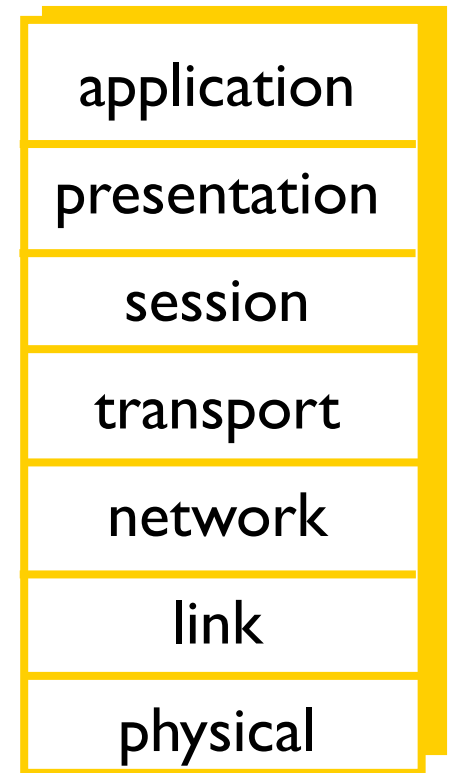 application
presentation
session
transport
network
link
physical